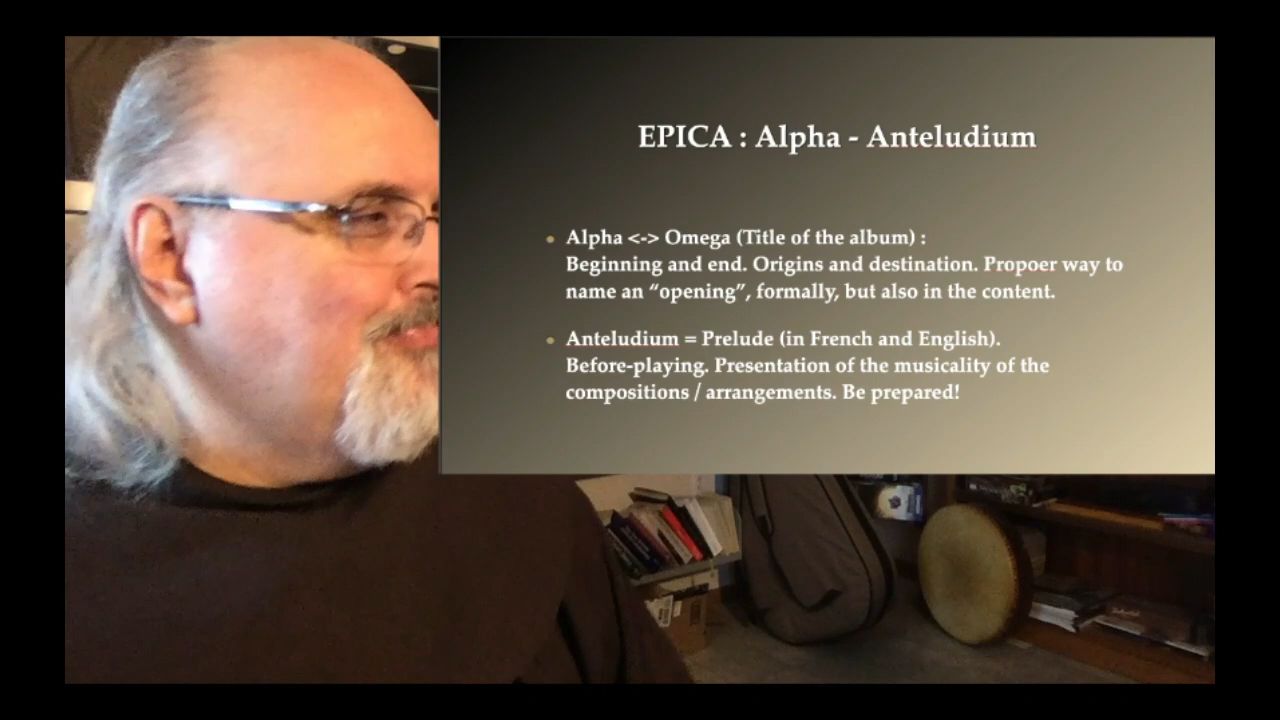 EPICA : Alpha - Anteludium
Alpha <-> Omega (Title of the album) :
Beginning and end. Origins and destination. Propoer way to
name an “opening”, formally, but also in the content.
Anteludium = Prelude (in French and English).
Before-playing. Presentation of the musicality of the
compositions / arrangements. Be prepared!